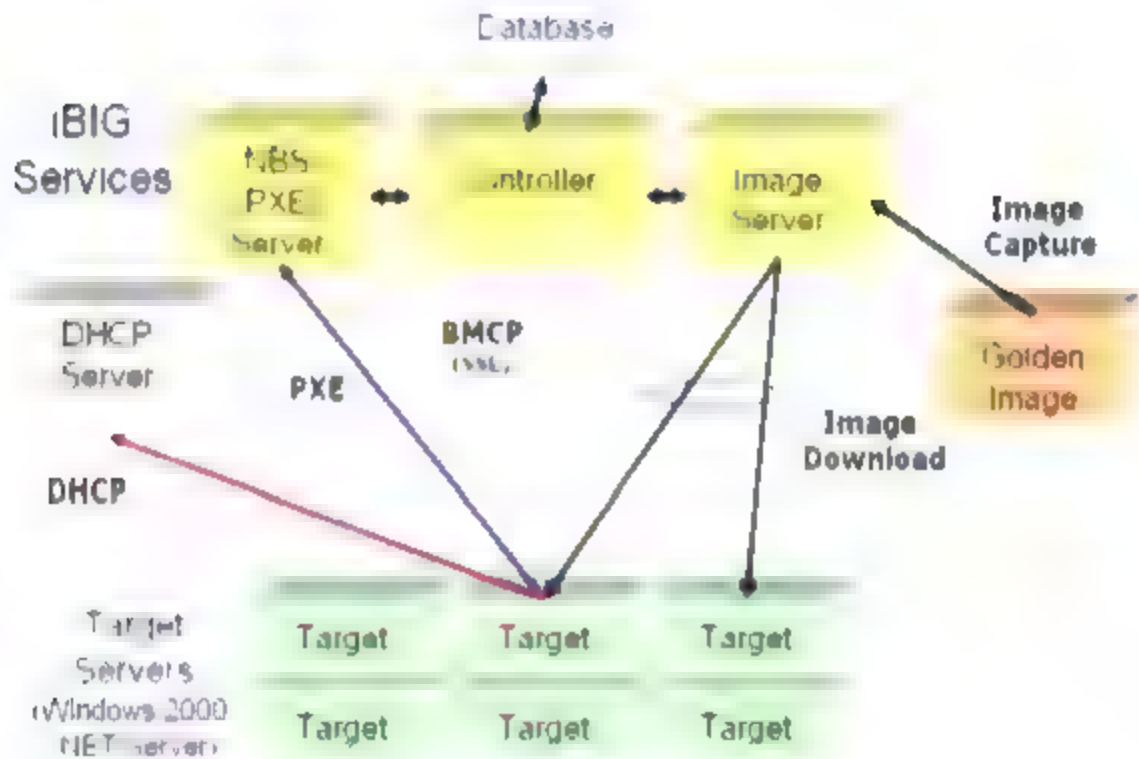 Database
iBIG
Services
NBS
PXE
Server
Image
Server
Image
Capture
DHCP
Server
BMCP
PXE
Golden
Image
Image
Download
DHCP
Target
Servers
Windows 2000
Target
Target
Target
Target
Target
Target